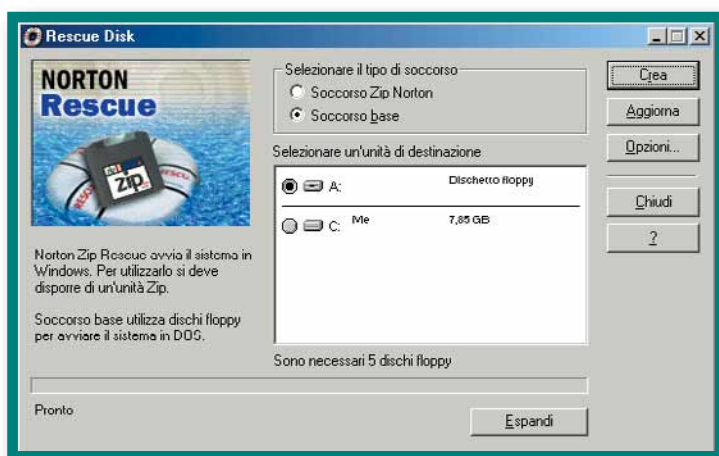 Rescue Disk
NORTON
Rescue
zip
Norton Zip Rescue avvia il sistema in
Windows. Per utilizzarlo si deve
disporre di un'unità Zip.
Soccorso base utilizza dischi floppy
per avviare il sistema in DOS.
Selezionare il tipo di soccorso
Soccorso Zip Norton
Soccorso base
Selezionare un'unità di destinazione
A: Dischetto floppy
C: Me 7,85 GB
Sono necessari 5 dischi floppy
Crea
Aggiorna
Opzioni...
Chiudi
?
Pronto
Espandi